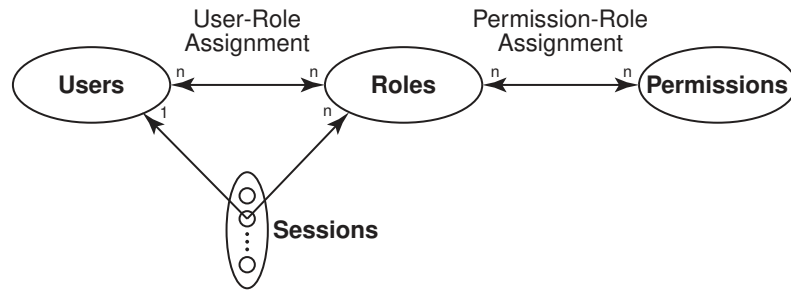 User-Role
Assignment
Permission-Role
Assignment
Users
n
n
Roles
n
n
Permissions
1
n
Sessions